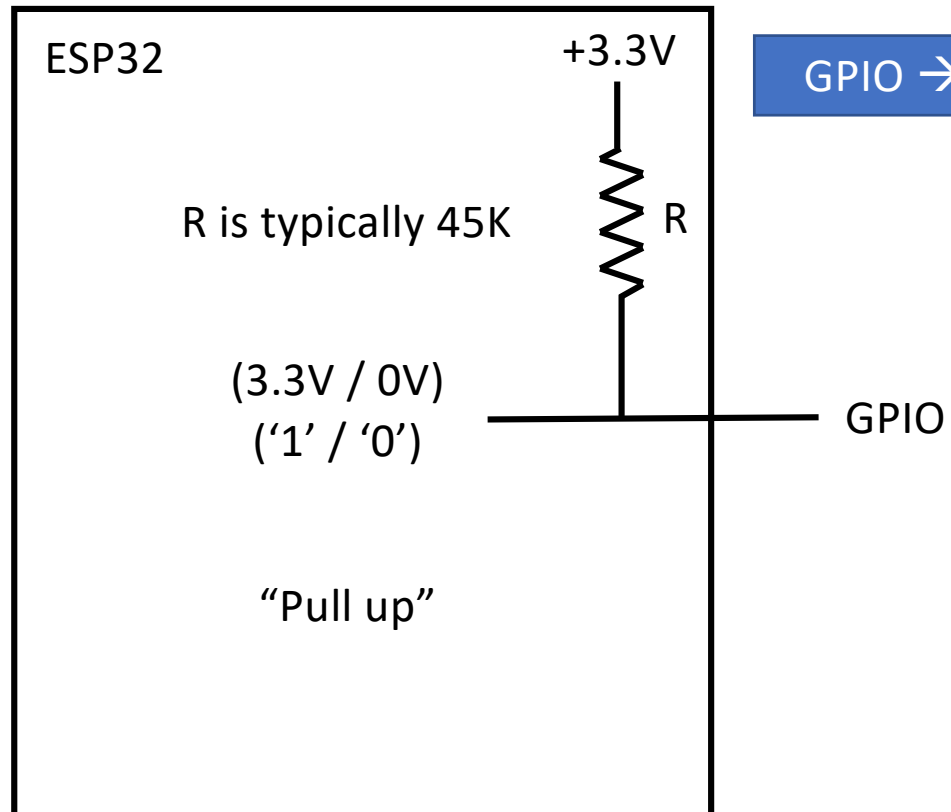 ESP32
+3.3V
GPIO →
R is typically 45K
R
(3.3V / 0V)
(‘1’ / ‘0’)
GPIO
“Pull up”